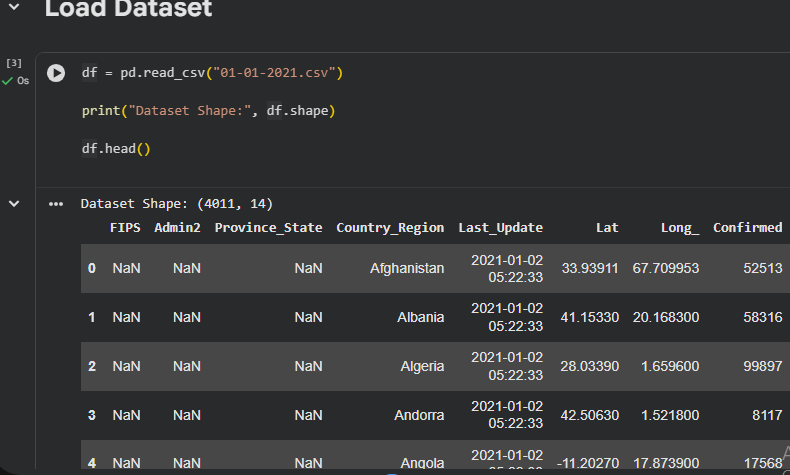 Load Dataset
[3]
0s
df = pd.read_csv("01-01-2021.csv")
print("Dataset Shape:", df.shape)
df.head()
Dataset Shape: (4011, 14)
FIPS Admin2 Province_State Country_Region Last_Update Lat Long_ Confirmed
0 NaN NaN NaN Afghanistan 2021-01-02 05:22:33 33.93911 67.709953 52513
1 NaN NaN NaN Albania 2021-01-02 05:22:33 41.15330 20.168300 58316
2 NaN NaN NaN Algeria 2021-01-02 05:22:33 28.03390 1.659600 99897
3 NaN NaN NaN Andorra 2021-01-02 05:22:33 42.50630 1.521800 8117
4 NaN NaN NaN Angola 2021-01-02 -11.20270 17.873900 17568